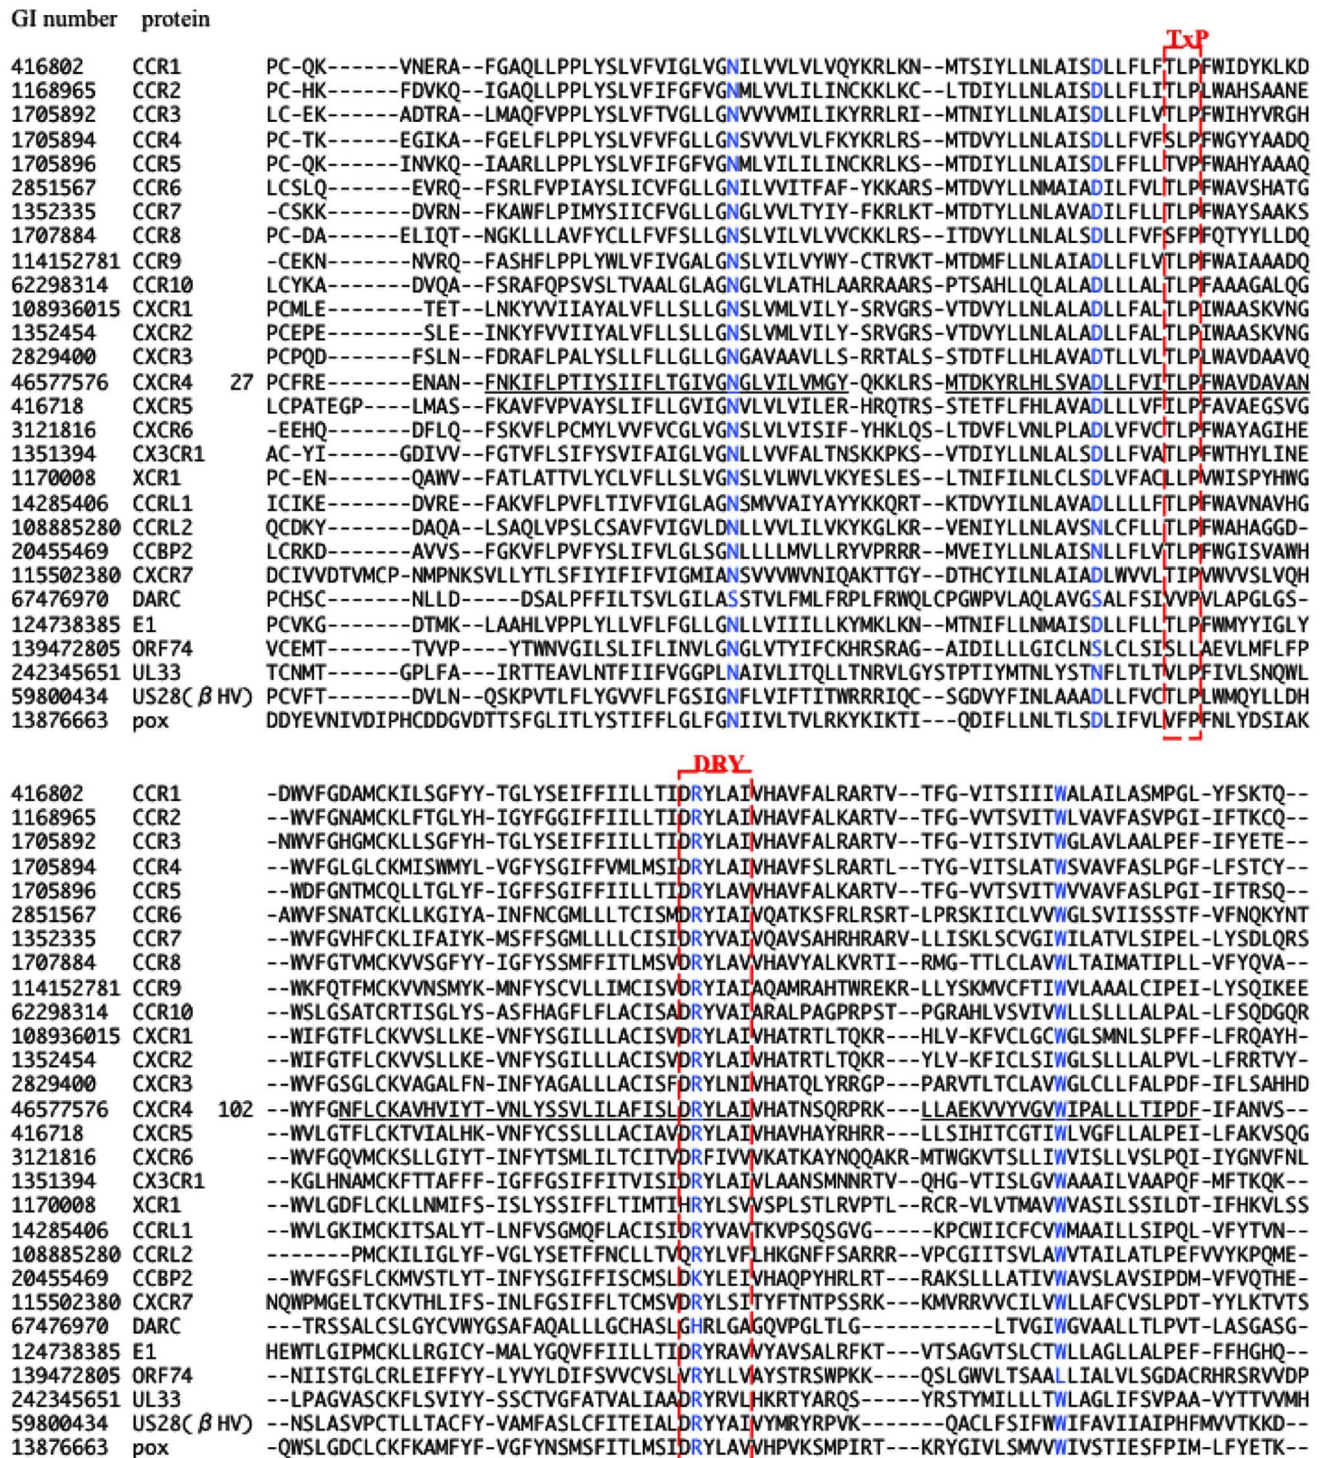 GI number protein
TxP
416802 CCR1 PC-QK------VNERA--FGAQLLPPLYSLVFVIGLVGNILVVLVLVQYKRLKN--MTSIYLLNLAISDLLFLFTLPFWIDYKLKD
1168965 CCR2 PC-HK------FDVKQ--IGAQLLPPLYSLVFIFGFVGNMLVVLILINCKKLKC--LTDIYLLNLAISDLLFLITLPLWAHSAANE
1705892 CCR3 LC-EK------ADTRA--LMAQFVPPLYSLVFTVGLLGNVVVVMILIKYRRLRI--MTNIYLLNLAISDLLFLVTLPFWIHYVRGH
1705894 CCR4 PC-TK------EGIKA--FGELFLPPLYSLVFVFGLLGNSVVVLVLFKYKRLRS--MTDVYLLNLAISDLLFVFSLPFWGYYAADQ
1705896 CCR5 PC-QK------INVKQ--IAARLLPPLYSLVFIFGFVGNMLVILILINCKRLKS--MTDIYLLNLAISDLFFLLTVPFWAHYAAAQ
2851567 CCR6 LCSLQ-------EVRQ--FSRLFVPIAYSLICVFGLLGNILVVITFAF-YKKARS-MTDVYLLNMAIADILFVLTLPFWAVSHATG
1352335 CCR7 -CSKK-------DVRN--FKAWFLPIMYSIICFVGLLGNGLVVLTYIY-FKRLKT-MTDTYLLNLAVADILFLLTLPFWAYSAAKS
1707884 CCR8 PC-DA------ELIQT--NGKLLLAVFYCLLFVFSLLGNSLVILVLVVCKKLRS--ITDVYLLNLALSDLLFVFSFPFQTYYLLDQ
114152781 CCR9 -CEKN-------NVRQ--FASHFLPPLYWLVFIVGALGNSLVILVYWY-CTRVKT-MTDMFLLNLAIADLLFLVTLPFWAIAAADQ
62298314 CCR10 LCYKA-------DVQA--FSRAFQPSVSLTVAALGLAGNGLVLATHLAARRAARS-PTSAHLLQLALADLLLALTLPFAAAGALQG
108936015 CXCR1 PCMLE-------TET--LNKYVVIIAYALVFLLSLLGNSLVMLVILY-SRVGRS-VTDVYLLNLALADLLFALTLPIWAASKVNG
1352454 CXCR2 PCEPE-------SLE--INKYFVVIIYALVFLLSLLGNSLVMLVILY-SRVGRS-VTDVYLLNLALADLLFALTLPIWAASKVNG
2829400 CXCR3 PCPQD-------FSLN--FDRAFLPALYSLLFLLGLLGNGAVAAVLLS-RRTALS-STDTFLLHLAVADTLLVLTLPLWAVDAAVQ
46577576 CXCR4 27 PCFRE-------ENAN--FNKIFLPTIYSIIFLTGIVGNGLVILVMGY-QKKLRS-MTDKYRLHLSVADLLFVITLPFWAVDAVAN
416718 CXCR5 LCPATEGP----LMAS--FKAVFVPVAYSLIFLLGVIGNVLVLVILER-HRQTRS-STETFLFHLAVADLLLVFILPFAVAEGSVG
3121816 CXCR6 -EEHQ-------DFLQ--FSKVFLPCMYLVVFVCGLVGNSLVLVISIF-YHKLQS-LTDVFLVNLPLADLVFVCTLPFWAYAGIHE
1351394 CX3CR1 AC-YI------GDIVV--FGTVFLSIFYSVIFAIGLVGNLLVVFALTNSKKPKS--VTDIYLLNLALSDLLFVATLPFWTHYLINE
1170008 XCR1 PC-EN-------QAWV--FATLATTVLYCLVFLLSLVGNSLVLWVLVKYESLES--LTNIFILNLCLSDLVFACLLPVWISPYHWG
14285406 CCRL1 ICIKE-------DVRE--FAKVFLPVFLTIVFVIGLAGNSMVVAIYAYYKKQRT--KTDVYILNLAVADLLLLFTLPFWAVNAVHG
108885280 CCRL2 QCDKY-------DAQA--LSAQLVPSLCSAVFVIGVLDNLLVVLILVKYKGLKR--VENIYLLNLAVSNLCFLLTLPFWAHAGGD-
20455469 CCBP2 LCRKD-------AVVS--FGKVFLPVFYSLIFVLGLSGNLLLLMVLLRYVPRRR--MVEIYLLNLAISNLLFLVTLPFWGISVAWH
115502380 CXCR7 DCIVVDTVMCP-NMPNKSVLLYTLSFIYIFIFVIGMIANSVVVWVNIQAKTTGY--DTHCYILNLAIADLWVVLTIPVWVVSLVQH
67476970 DARC PCHSC-------NLLD-----DSALPFFILTSVLGILASSTVLFMLFRPLFRWQLCPGWPVLAQLAVGSALFSIVVPVLAPGLGS-
124738385 E1 PCVKG-------DTMK--LAAHLVPPLYLLVFLFGLLGNLLVIIILLKYMKLKN--MTNIFLLNMAISDLLFLLTLPFWMYYIGLY
139472805 ORF74 VCEMT-------TVVP----YTWNVGILSLIFLINVLGNGLVTYIFCKHRSRAG--AIDILLLGICLNSLCLSISLLAEVLMFLFP
242345651 UL33 TCNMT------GPLFA--IRTTEAVLNTFIIFVGGPLNAIVLITQLLTNRVLGYSTPTIYMTNLYSTNFLTLTVLPFIVLSNQWL
59800434 US28(βHV) PCVFT-------DVLN--QSKPVTLFLYGVVFLFGSIGNFLVIFTITWRRRIQC--SGDVYFINLAAADLLFVCTLPLWMQYLLDH
13876663 pox DDYEVNIVDIPHCDDGVDTTSFGLITLYSTIFFLGLFGNIIVLTVLRKYKIKTI---QDIFLLNLTLSDLIFVLVFPFNLYDSIAK
DRY
416802 CCR1 -DWVFGDAMCKILSGFYY-TGLYSEIFFIILLTIDRYLAIVHAVFALRARTV--TFG-VITSIIIWALAILASMPGL-YFSKTQ--
1168965 CCR2 --WVFGNAMCKLFTGLYH-IGYFGGIFFIILLTIDRYLAIVHAVFALKARTV--TFG-VVTSVITWLVAVFASVPGI-IFTKCQ--
1705892 CCR3 -NWVFGHGMCKLLSGFYH-TGLYSEIFFIILLTIDRYLAIVHAVFALRARTV--TFG-VITSIVTWGLAVLAALPEF-IFYETE--
1705894 CCR4 --WVFGLGLCKMISWMYL-VGFYSGIFFVMLMSIDRYLAIVHAVFSLRARTL--TYG-VITSLATWSVAVFASLPGF-LFSTCY--
1705896 CCR5 --WDFGNTMCQLLTGLYF-IGFFSGIFFIILLTIDRYLAVVHAVFALKARTV--TFG-VVTSVITWVVAVFASLPGI-IFTRSQ--
2851567 CCR6 -AWVFSNATCKLLKGIYA-INFNCGMLLLTCISMDRYIAIVQATKSFRLRSRT-LPRSKIICLVVWGLSVIISSSTF-VFNQKYNT
1352335 CCR7 --WVFGVHFCKLIFAIYK-MSFFSGMLLLLCISIDRYVAIVQAVSAHRHRARV-LLISKLSCVGIWILATVLSIPEL-LYSDLQRS
1707884 CCR8 --WVFGTVMCKVVSGFYY-IGFYSSMFFITLMSVDRYLAVVHAVYALKVRTI--RMG-TTLCLAVWLTAIMATIPLL-VFYQVA--
114152781 CCR9 --WKFQTFMCKVVNSMYK-MNFYSCVLLIMCISVDRYIAIAQAMRAHTWREKR-LLYSKMVCFTIWVLAAALCIPEI-LYSQIKEE
62298314 CCR10 --WSLGSATCRTISGLYS-ASFHAGFLFLACISADRYVAIARALPAGPRPST--PGRAHLVSVIVWLLSLLLALPAL-LFSQDGQR
108936015 CXCR1 --WIFGTFLCKVVSLLKE-VNFYSGILLLACISVDRYLAIVHATRTLTQKR---HLV-KFVCLGCWGLSMNLSLPFF-LFRQAYH-
1352454 CXCR2 --WIFGTFLCKVVSLLKE-VNFYSGILLLACISVDRYLAIVHATRTLTQKR---YLV-KFICLSIWGLSLLLALPVL-LFRRTVY-
2829400 CXCR3 --WVFGSGLCKVAGALFN-INFYAGALLLACISFDRYLNIVHATQLYRRGP---PARVTLTCLAVWGLCLLFALPDF-IFLSAHHD
46577576 CXCR4 102 --WYFGNFLCKAVHVIYT-VNLYSSVLILAFISLDRYLAIVHATNSQRPRK---LLAEKVVYVGVWIPALLLTIPDF-IFANVS--
416718 CXCR5 --WVLGTFLCKTVIALHK-VNFYCSSLLLACIAVDRYLAIVHAVHAYRHRR---LLSIHITCGTIWLVGFLLALPEI-LFAKVSQG
3121816 CXCR6 --WVFGQVMCKSLLGIYT-INFYTSMLILTCITVDRFIVVVKATKAYNQQAKR-MTWGKVTSLLIWVISLLVSLPQI-IYGNVFNL
1351394 CX3CR1 --KGLHNAMCKFTTAFFF-IGFFGSIFFITVISIDRYLAIVLAANSMNNRTV--QHG-VTISLGVWAAAILVAAPQF-MFTKQK--
1170008 XCR1 --WVLGDFLCKLLNMIFS-ISLYSSIFFLTIMTIHRYLSVVSPLSTLRVPTL--RCR-VLVTMAVWVASILSSILDT-IFHKVLSS
14285406 CCRL1 --WVLGKIMCKITSALYT-LNFVSGMQFLACISIDRYVAVTKVPSQSGVG----KPCWIICFCVWMAAILLSIPQL-VFYTVN---
108885280 CCRL2 -------PMCKILIGLYF-VGLYSETFFNCLLTVQRYLVFLHKGNFFSARRR--VPCGIITSVLAWVTAILATLPEFVVYKPQME-
20455469 CCBP2 --WVFGSFLCKMVSTLYT-INFYSGIFFISCMSLDKYLEIVHAQPYHRLRT---RAKSLLLATIVWAVSLAVSIPDM-VFVQTHE-
115502380 CXCR7 NQWPMGELTCKVTHLIFS-INLFGSIFFLTCMSVDRYLSITYFTNTPSSRK---KMVRRVVCILVWLLAFCVSLPDT-YYLKTVTS
67476970 DARC ---TRSSALCSLGYCVWYGSAFAQALLLGCHASLGHRLGAGQVPGLTLG-----------LTVGIWGVAALLTLPVT-LASGASG-
124738385 E1 HEWTLGIPMCKLLRGICY-MALYGQVFFIILLTIDRYRAVVYAVSALRFKT---VTSAGVTSLCTWLLAGLLALPEF-FFHGHQ--
139472805 ORF74 --NIISTGLCRLEIFFYY-LYVYLDIFSVVCVSLVRYLLVAYSTRSWPKK----QSLGWVLTSAALLIALVLSGDACRHRSRVVDP
242345651 UL33 --LPAGVASCKFLSVIYY-SSCTVGFATVALIAADRYRVLHKRTYARQS-----YRSTYMILLLTWLAGLIFSVPAA-VYTTVVMH
59800434 US28(βHV) --NSLASVPCTLLTACFY-VAMFASLCFITEIALDRYYAIVYMRYRPVK-------QACLFSIFWWIFAVIIAIPHFMVVTKKD--
13876663 pox -QWSLGDCLCKFKAMFYF-VGFYNSMSFITLMSIDRYLAVVHPVKSMPIRT---KRYGIVLSMVVWIVSTIESFPIM-LFYETK---